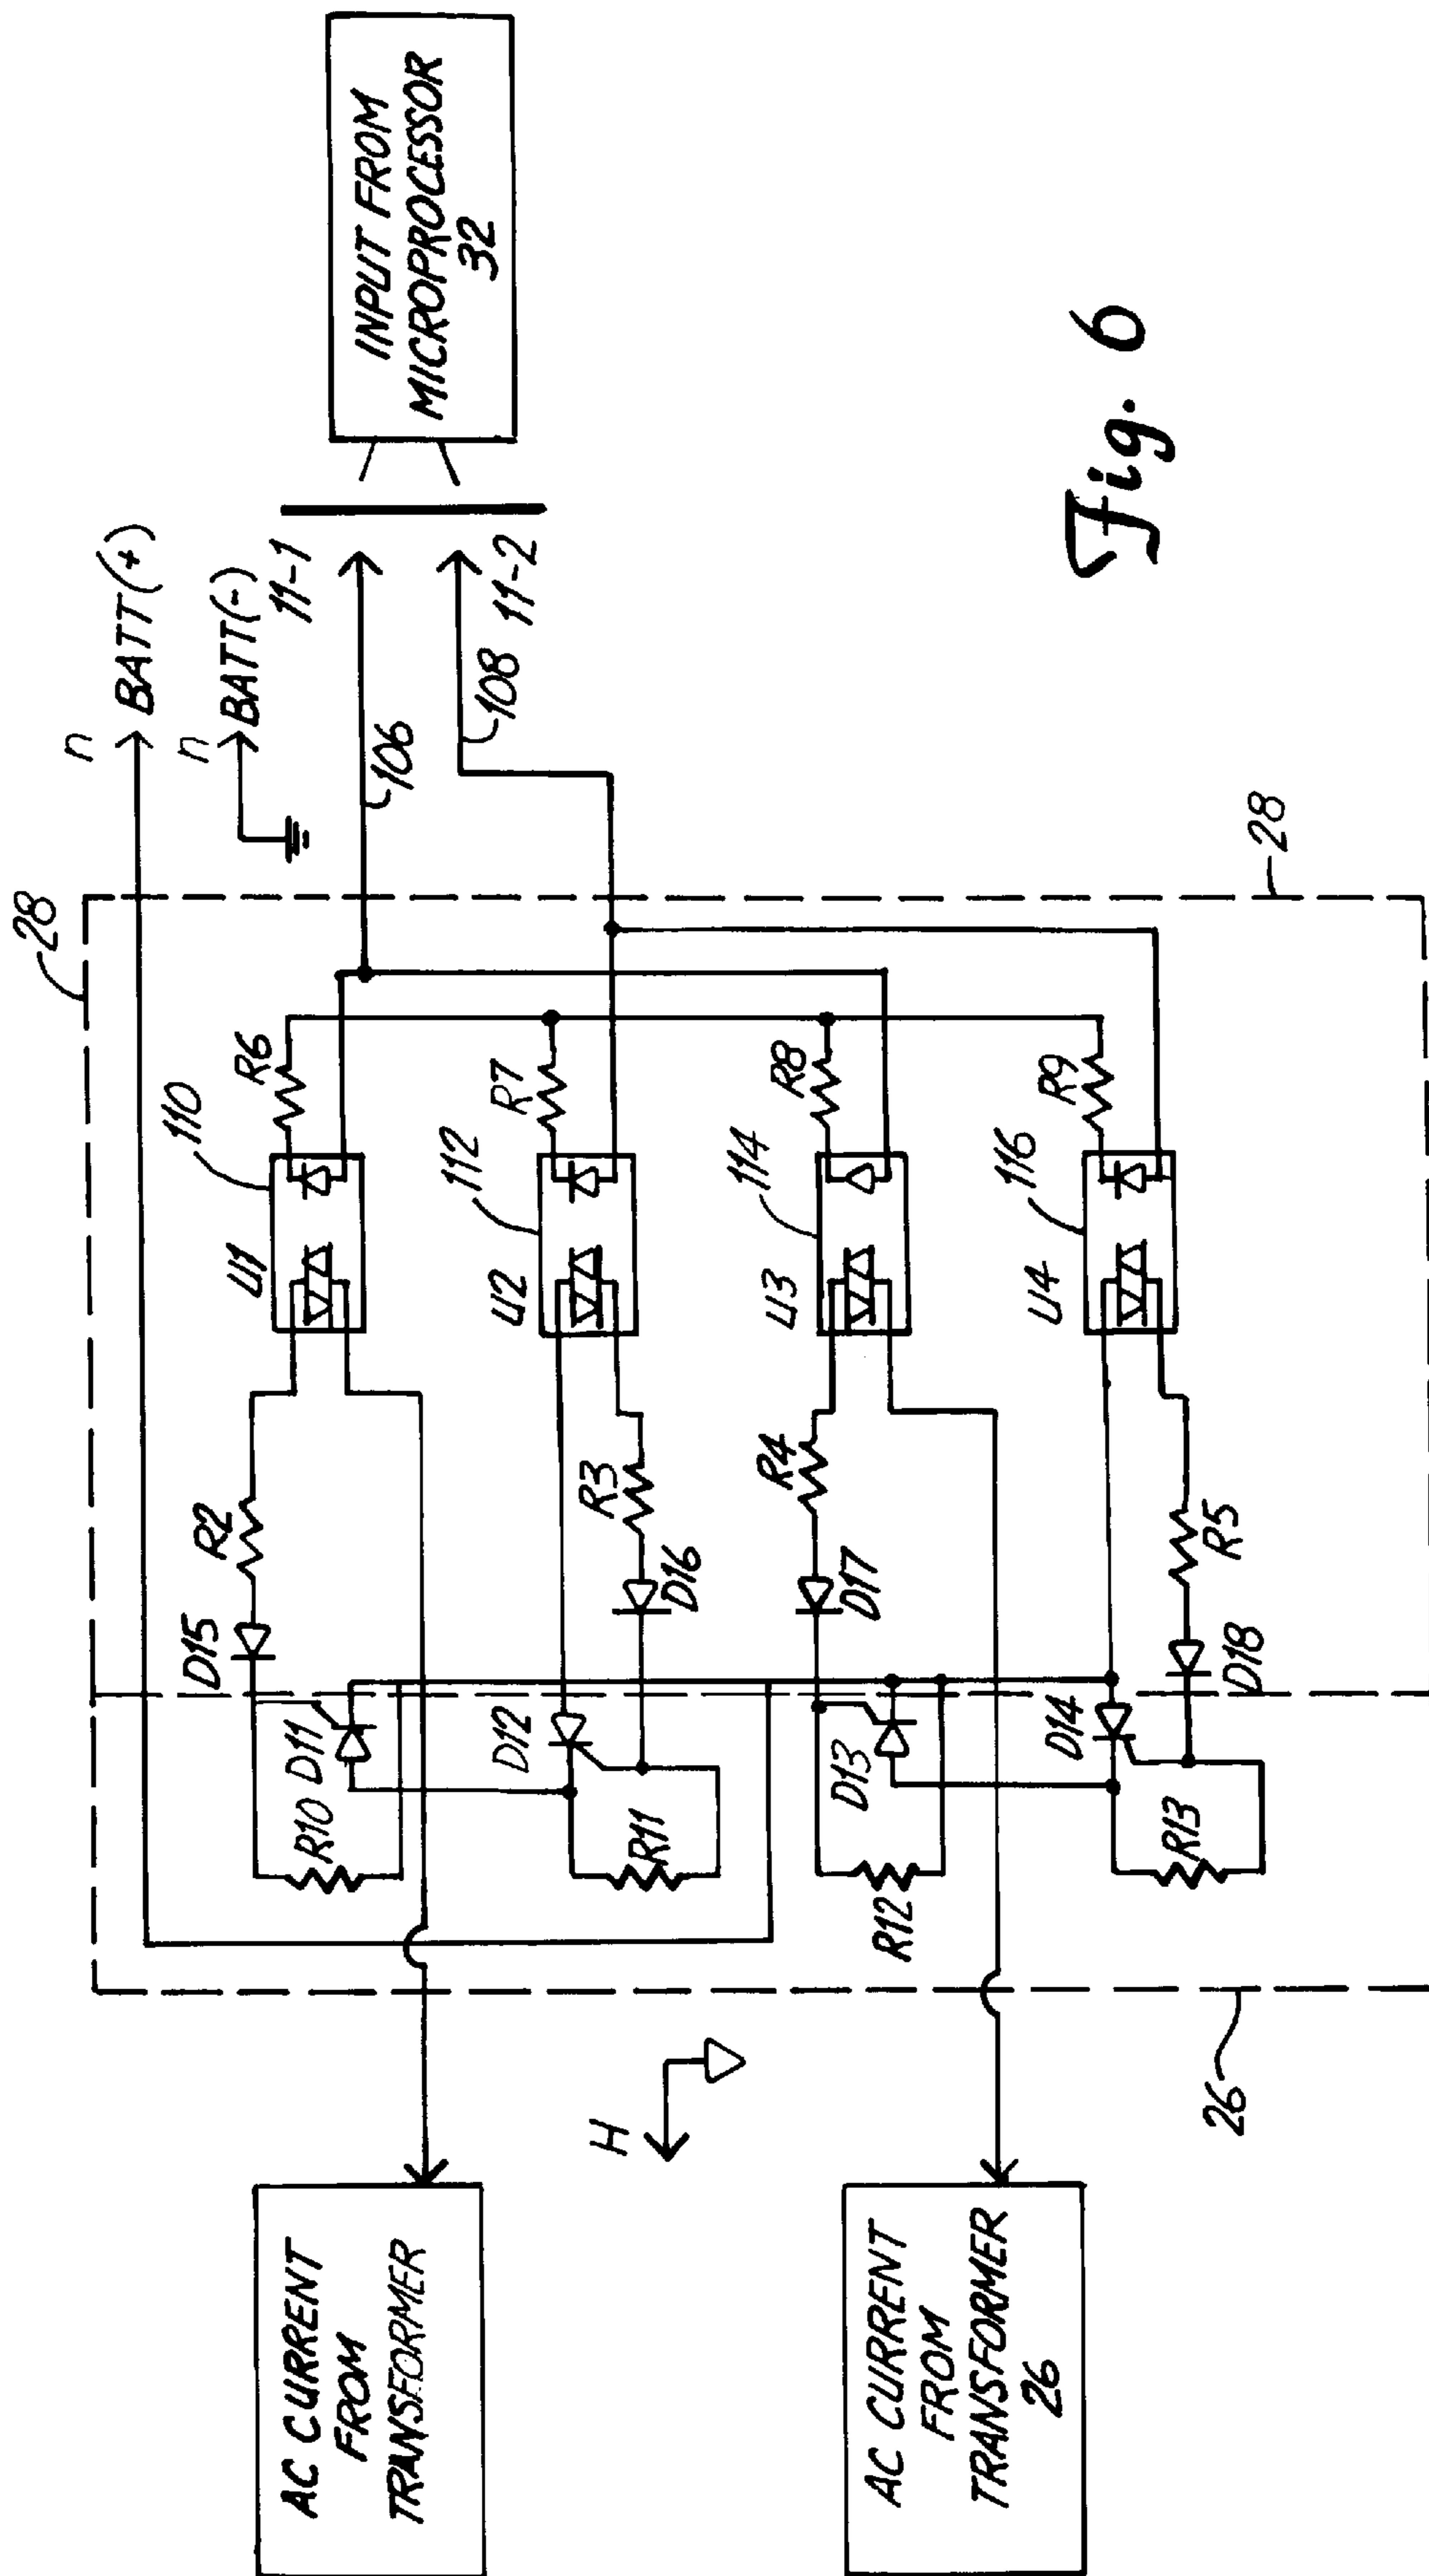 AC CURRENT
FROM
TRANSFORMER
AC CURRENT
FROM
TRANSFORMER
26
H
26
28
R10
D11
D15
R2
U1
110
R6
R11
D12
D16
R3
U2
112
R7
R12
D13
D17
R4
U3
114
R8
R13
D14
D18
R5
U4
116
R9
28
n
BATT(+)
n
BATT(-)
106
11-1
108
11-2
INPUT FROM
MICROPROCESSOR
32
Fig. 6